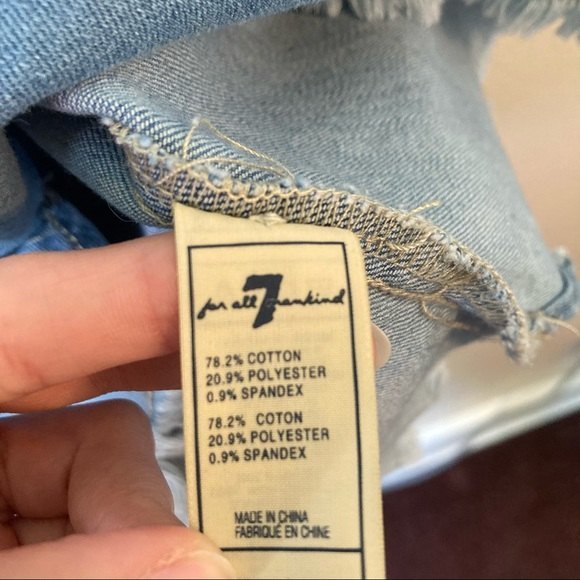 7
for all mankind
78.2% COTTON
20.9% POLYESTER
0.9% SPANDEX
78.2% COTON
20.9% POLYESTER
0.9% SPANDEX
MADE IN CHINA
FABRIQUÉ EN CHINE